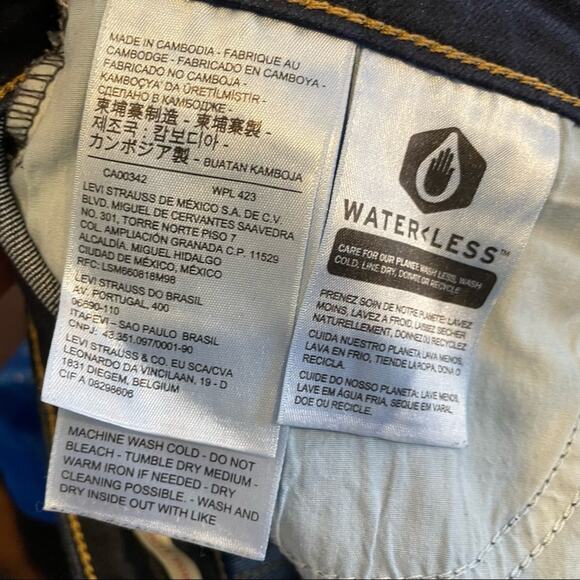 MADE IN CAMBODIA - FABRIQUE AU
CAMBODGE - FABRICADO EN CAMBOYA -
FABRICADO NO CAMBOJA -
KAMBOÇYA DA ÜRETİLMİSTİR -
СДЕЛАНО В КАМБОДЖЕ -
柬埔寨制造 - 柬埔寨製 -
제조국 : 캄보디아 -
カンボジア製 - BUATAN KAMBOJA
CA00342 WPL 423
LEVI STRAUSS DE MÉXICO S.A. DE C.V.
BLVD. MIGUEL DE CERVANTES SAAVEDRA
NO. 301, TORRE NORTE PISO 7
COL AMPLIACIÓN GRANADA C.P. 11529
ALCALDÍA. MIGUEL HIDALGO
CIUDAD DE MÉXICO, MÉXICO
RFC: LSM660818M98
LEVI STRAUSS DO BRASIL
AV. PORTUGAL, 400
06690-110
ITAPEVI – SAO PAULO BRASIL
CNPJ: 43.351.097/0001-90
LEVI STRAUSS & CO, EU SCA/CVA
LEONARDO DA VINCILAAN, 19 - D
1831 DIEGEM, BELGIUM
CIF A 08298606
MACHINE WASH COLD - DO NOT
BLEACH - TUMBLE DRY MEDIUM -
WARM IRON IF NEEDED - DRY
CLEANING POSSIBLE. - WASH AND
DRY INSIDE OUT WITH LIKE
WATER<LESS™
CARE FOR OUR PLANET: WASH LESS, WASH
COLD, LINE DRY, DONATE OR RECYCLE
PRENEZ SOIN DE NOTRE PLANÈTE: LAVEZ
MOINS, LAVEZ A FROID, LAISSEZ SÉCHER
NATURELLEMENT, DONNEZ OU RECYCLEZ
CUIDA NUESTRO PLANETA LAVA MENOS,
LAVA EN FRIO, TIENDE LA ROPA, DONA O
RECICLA.
CUIDE DO NOSSO PLANETA: LAVE MENOS,
LAVE EM ÁGUA FRIA, SEQUE EM VARAL,
DOE OU RECICLE.